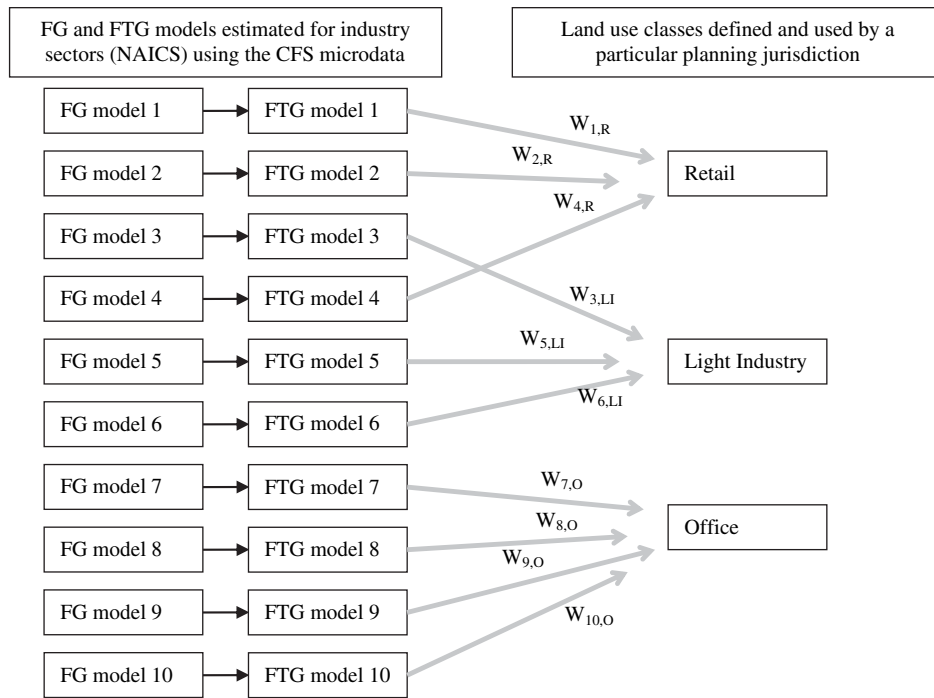 FG and FTG models estimated for industry
sectors (NAICS) using the CFS microdata
Land use classes defined and used by a
particular planning jurisdiction
FG model 1
FTG model 1
W1,R
FG model 2
FTG model 2
W2,R
Retail
W4,R
FG model 3
FTG model 3
W3,LI
FG model 4
FTG model 4
FG model 5
FTG model 5
W5,LI
Light Industry
W6,LI
FG model 6
FTG model 6
FG model 7
FTG model 7
W7,O
W8,O
Office
FG model 8
FTG model 8
W9,O
FG model 9
FTG model 9
W10,O
FG model 10
FTG model 10